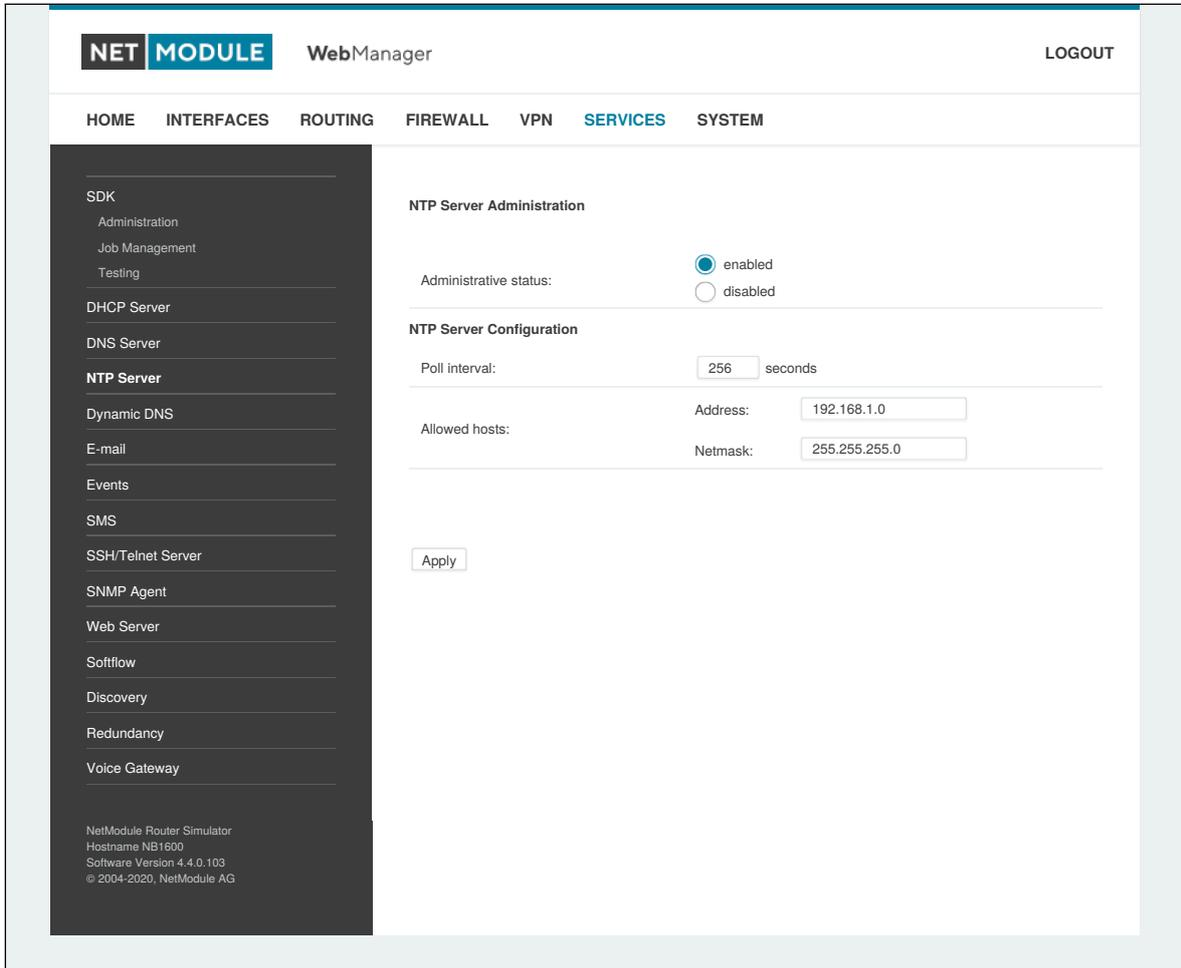 NET MODULE WebManager LOGOUT
HOME INTERFACES ROUTING FIREWALL VPN SERVICES SYSTEM
SDK
Administration
Job Management
Testing
DHCP Server
DNS Server
NTP Server
Dynamic DNS
E-mail
Events
SMS
SSH/Telnet Server
SNMP Agent
Web Server
Softflow
Discovery
Redundancy
Voice Gateway
NetModule Router Simulator
Hostname NB1600
Software Version 4.4.0.103
© 2004-2020, NetModule AG
NTP Server Administration
Administrative status:
enabled
disabled
NTP Server Configuration
Poll interval: 256 seconds
Allowed hosts:
Address: 192.168.1.0
Netmask: 255.255.255.0
Apply